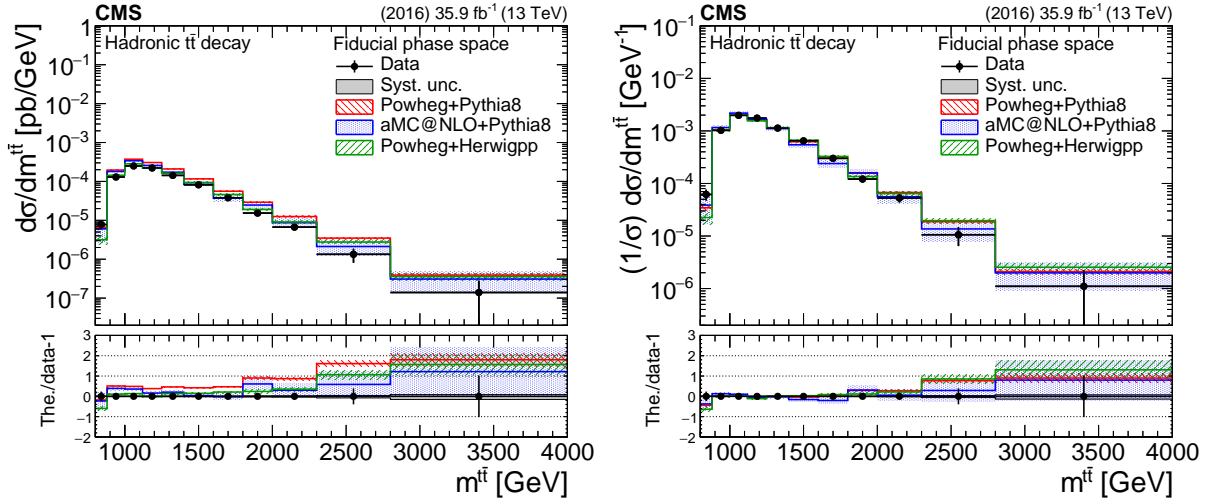 CMS (2016) 35.9 fb⁻¹ (13 TeV)
Hadronic tt̄ decay
Fiducial phase space
Data
Syst. unc.
Powheg+Pythia8
aMC@NLO+Pythia8
Powheg+Herwigpp
dσ/dm^tt̄ [pb/GeV]
1
10⁻¹
10⁻²
10⁻³
10⁻⁴
10⁻⁵
10⁻⁶
10⁻⁷
The./data-1
3
2
1
0
−1
−2
1000 1500 2000 2500 3000 3500 4000
m^tt̄ [GeV]
CMS (2016) 35.9 fb⁻¹ (13 TeV)
Hadronic tt̄ decay
Fiducial phase space
Data
Syst. unc.
Powheg+Pythia8
aMC@NLO+Pythia8
Powheg+Herwigpp
(1/σ) dσ/dm^tt̄ [GeV⁻¹]
10⁻¹
10⁻²
10⁻³
10⁻⁴
10⁻⁵
10⁻⁶
The./data-1
3
2
1
0
−1
−2
1000 1500 2000 2500 3000 3500 4000
m^tt̄ [GeV]